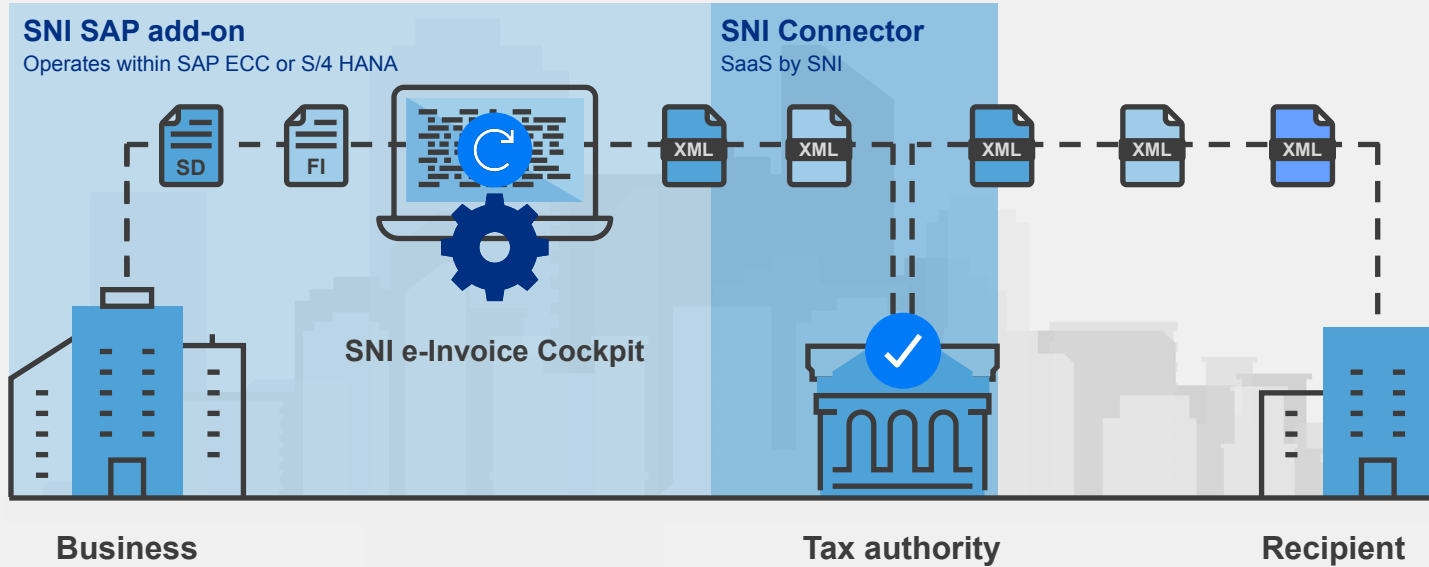 SNI SAP add-on
Operates within SAP ECC or S/4 HANA
SNI Connector
SaaS by SNI
SD
FI
XML
XML
XML
XML
XML
SNI e-Invoice Cockpit
Business
Tax authority
Recipient